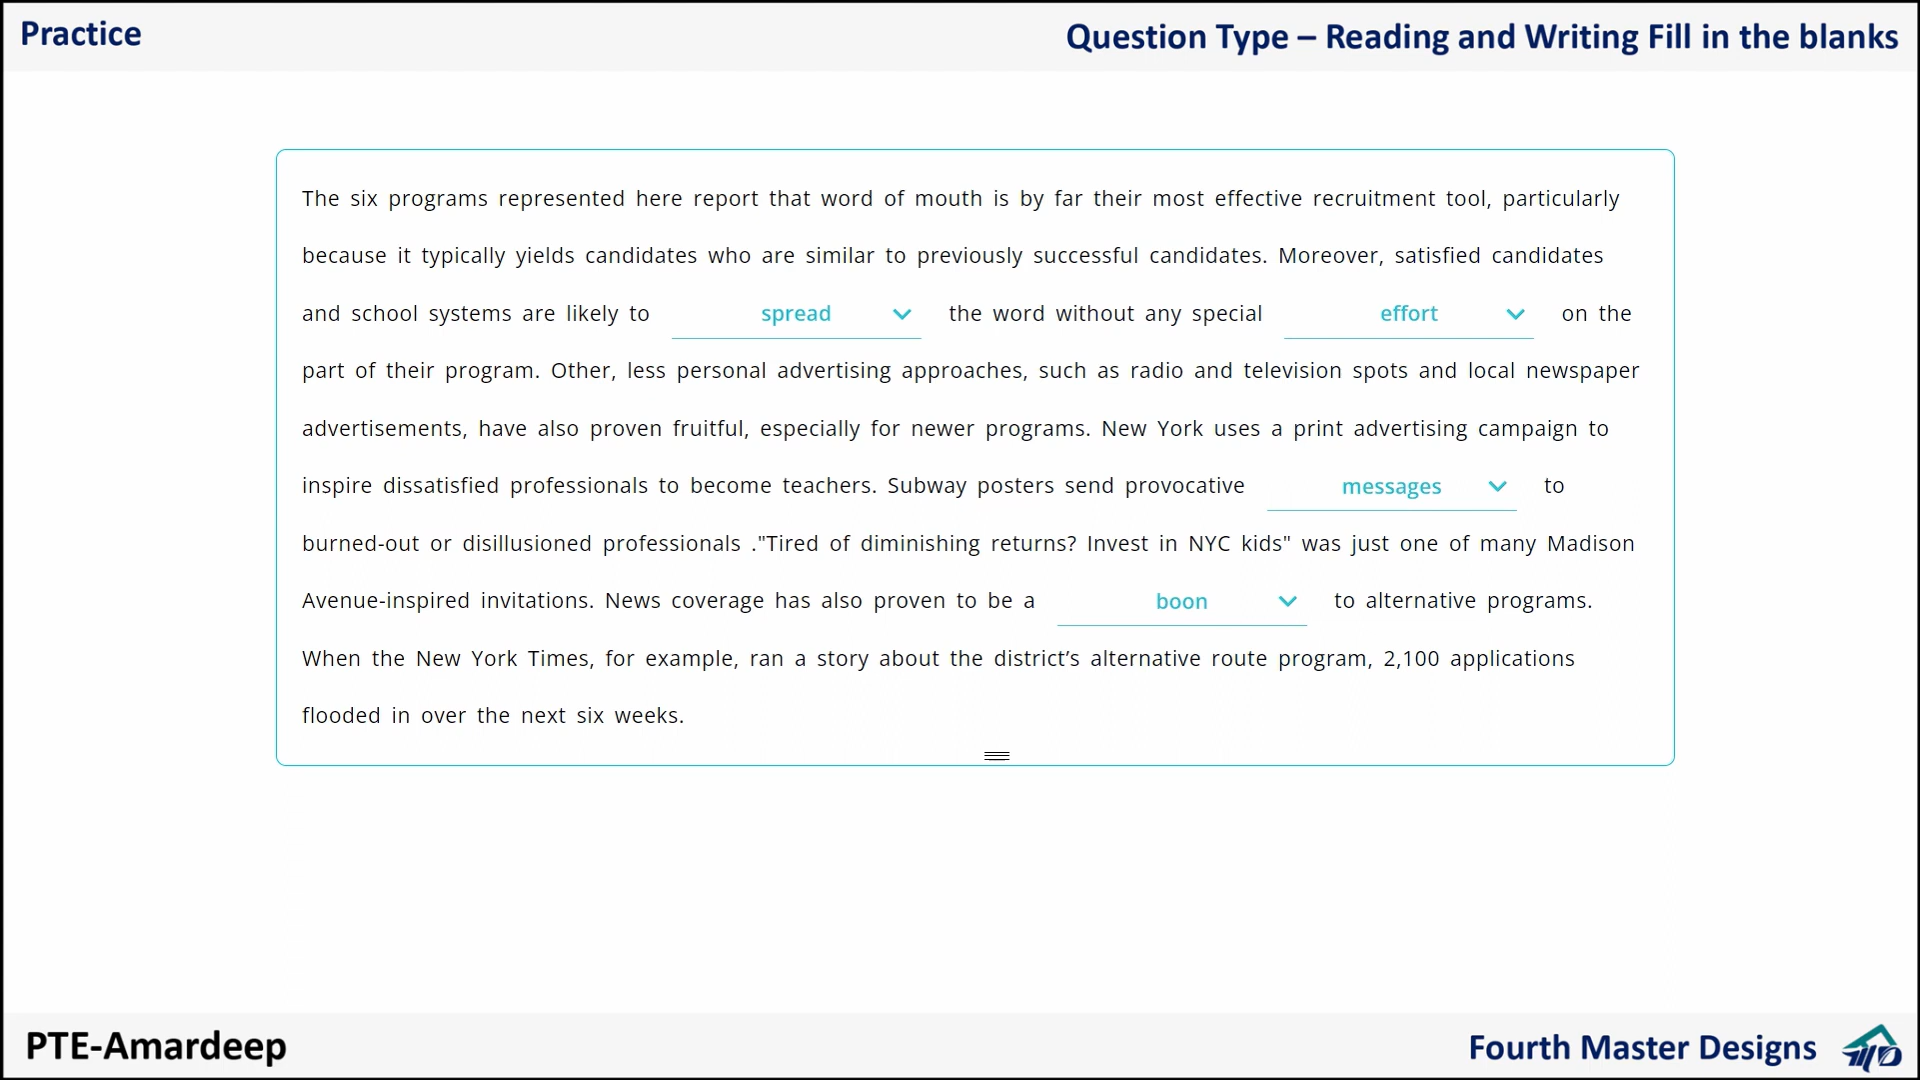 Practice
Question Type – Reading and Writing Fill in the blanks
The six programs represented here report that word of mouth is by far their most effective recruitment tool, particularly
because it typically yields candidates who are similar to previously successful candidates. Moreover, satisfied candidates
and school systems are likely to spread the word without any special effort on the
part of their program. Other, less personal advertising approaches, such as radio and television spots and local newspaper
advertisements, have also proven fruitful, especially for newer programs. New York uses a print advertising campaign to
inspire dissatisfied professionals to become teachers. Subway posters send provocative messages to
burned-out or disillusioned professionals ."Tired of diminishing returns? Invest in NYC kids" was just one of many Madison
Avenue-inspired invitations. News coverage has also proven to be a boon to alternative programs.
When the New York Times, for example, ran a story about the district’s alternative route program, 2,100 applications
flooded in over the next six weeks.
PTE-Amardeep
Fourth Master Designs